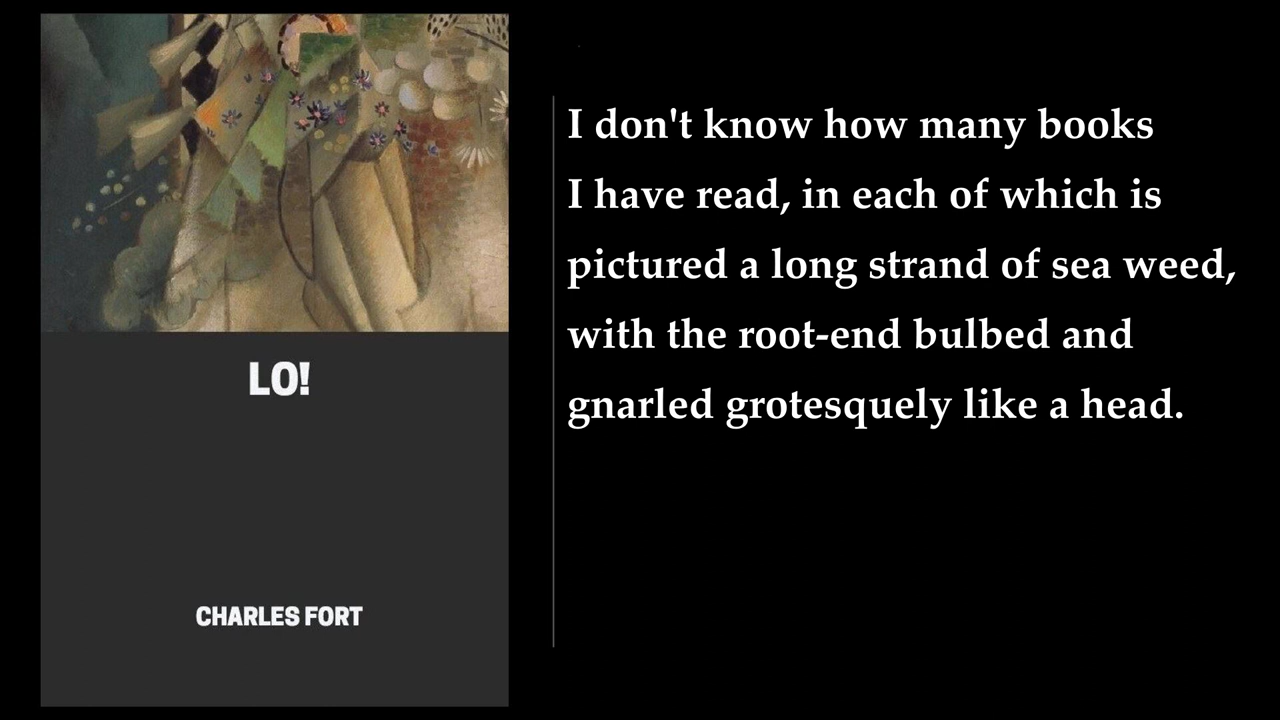 LO!
CHARLES FORT
I don't know how many books
I have read, in each of which is
pictured a long strand of sea weed,
with the root-end bulbed and
gnarled grotesquely like a head.